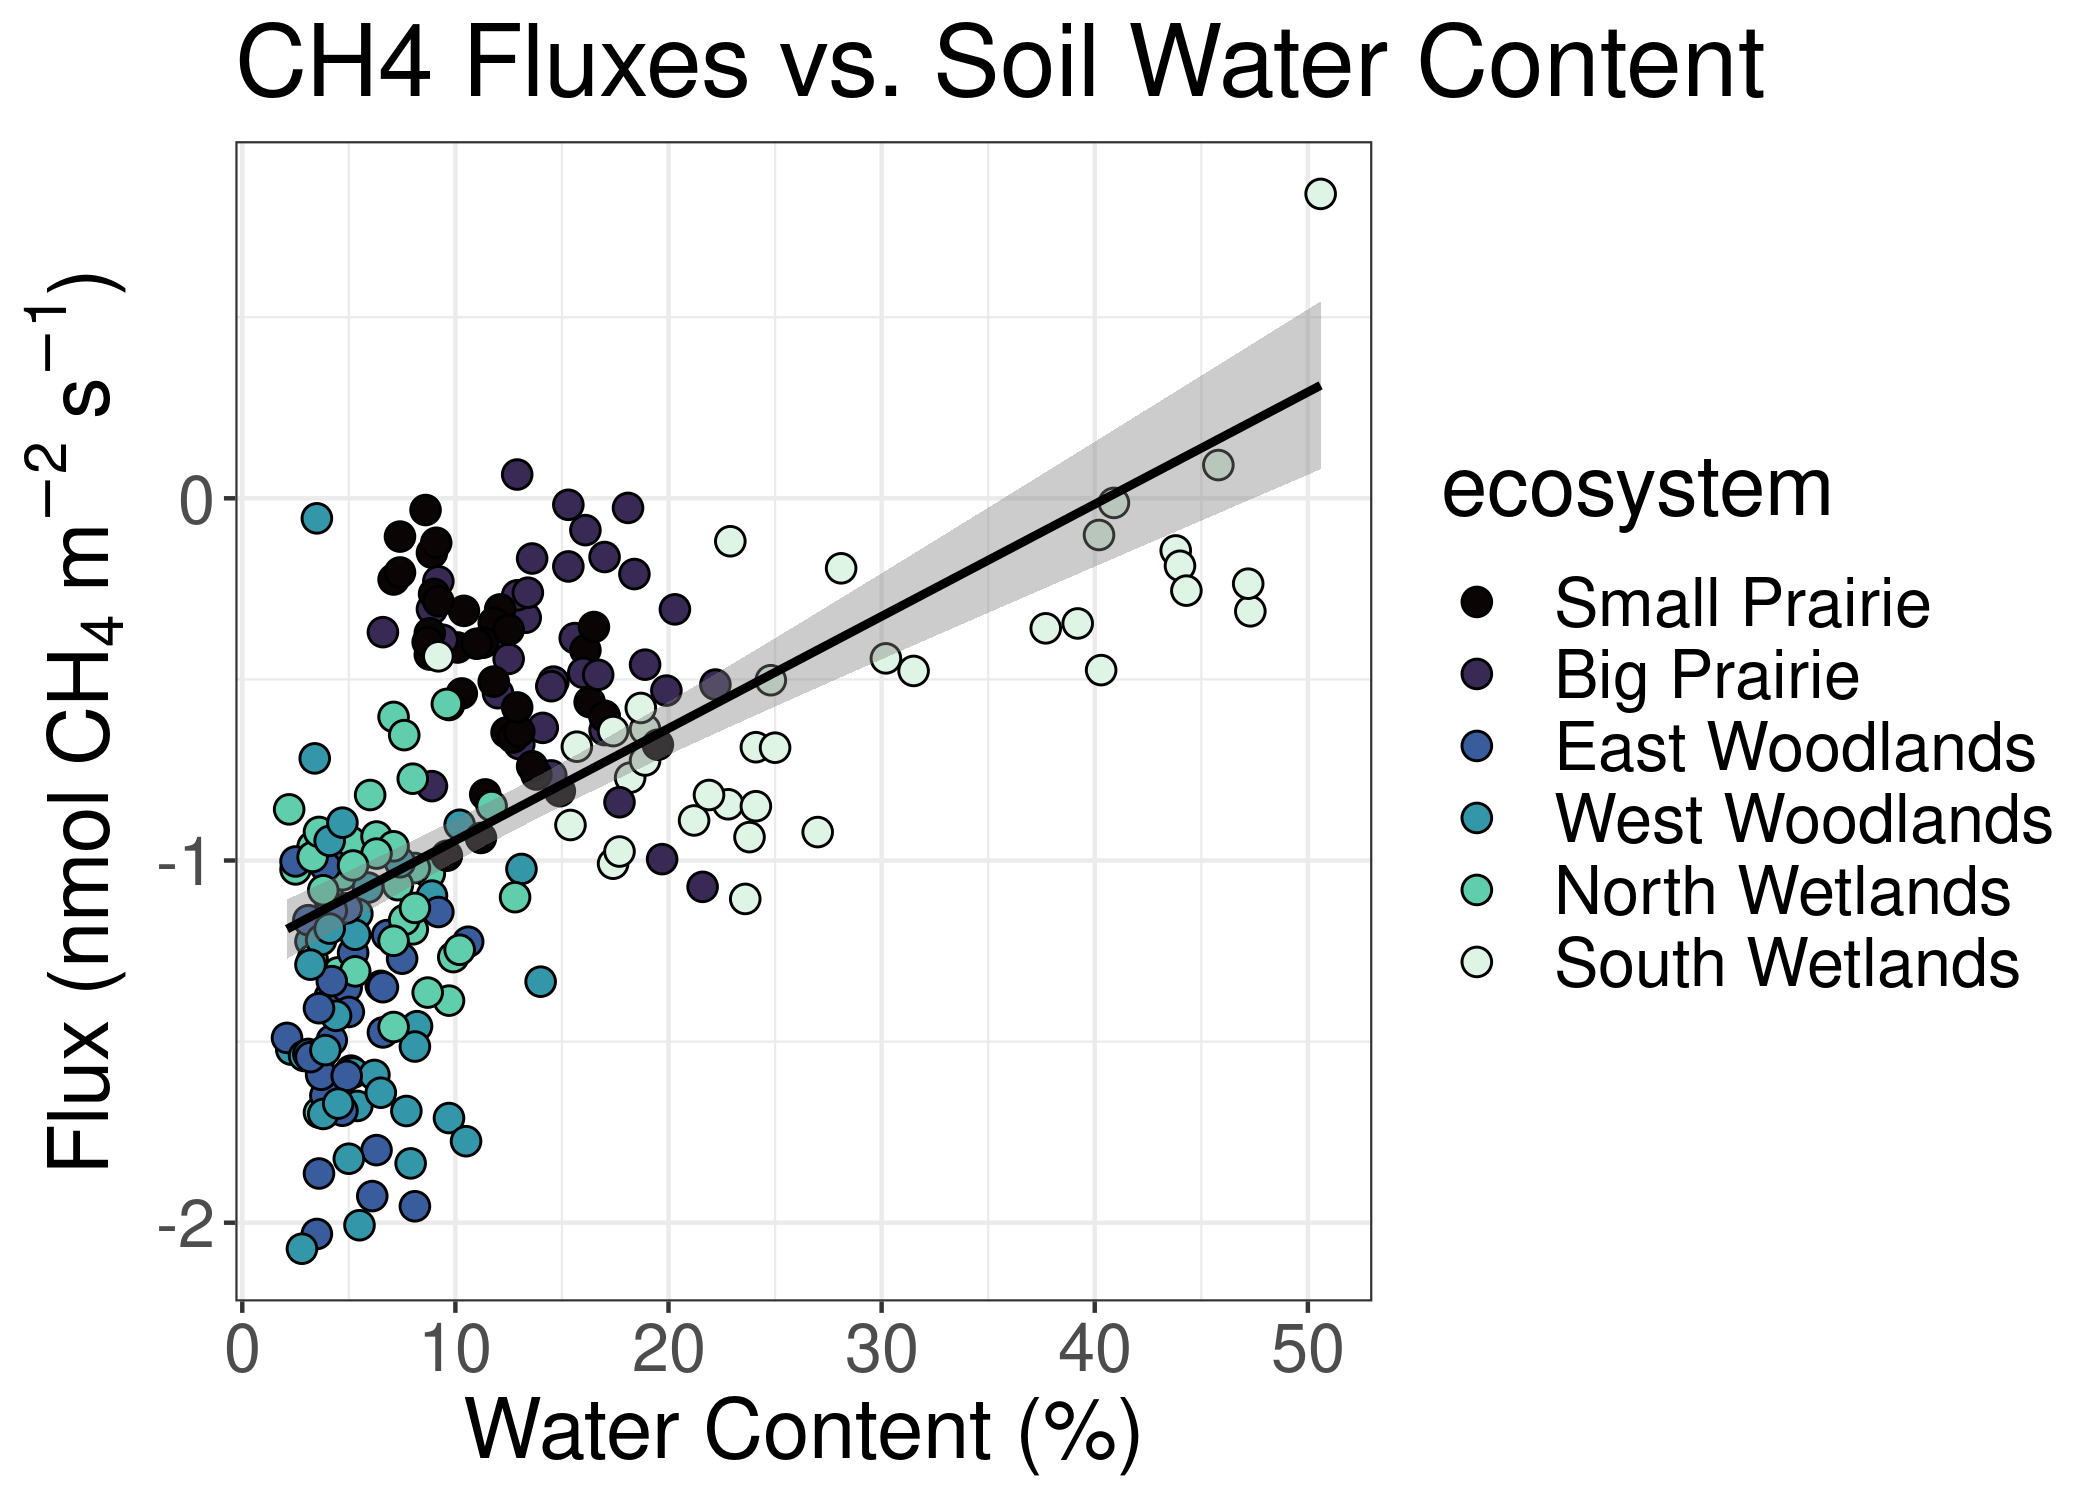 CH4 Fluxes vs. Soil Water Content
Flux (nmol CH₄ m⁻² s⁻¹)
0
-1
-2
0 10 20 30 40 50
Water Content (%)
ecosystem
Small Prairie
Big Prairie
East Woodlands
West Woodlands
North Wetlands
South Wetlands